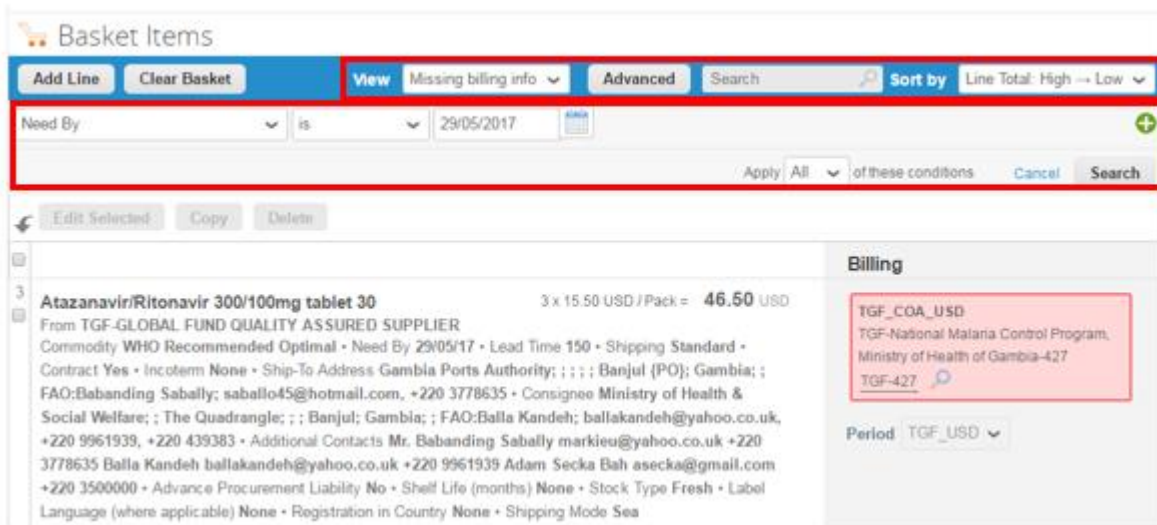 Basket Items
Add Line Clear Basket View Missing billing info Advanced Search Sort by Line Total: High → Low
Need By is 29/05/2017
Apply All of these conditions Cancel Search
Edit Selected Copy Delete
Billing
3
Atazanavir/Ritonavir 300/100mg tablet 30 3 x 15.50 USD / Pack = 46.50 USD
From TGF-GLOBAL FUND QUALITY ASSURED SUPPLIER
Commodity WHO Recommended Optimal • Need By 29/05/17 • Lead Time 150 • Shipping Standard •
Contract Yes • Incoterm None • Ship-To Address Gambia Ports Authority; ; ; ; ; Banjul {PO}; Gambia; ;
FAO:Babanding Sabally; saballo45@hotmail.com, +220 3778635 • Consignee Ministry of Health &
Social Welfare; ; The Quadrangle; ; ; Banjul; Gambia; ; FAO:Balla Kandeh; ballakandeh@yahoo.co.uk,
+220 9961939, +220 439383 • Additional Contacts Mr. Babanding Sabally markieu@yahoo.co.uk +220
3778635 Balla Kandeh ballakandeh@yahoo.co.uk +220 9961939 Adam Secka Bah asecka@gmail.com
+220 3500000 • Advance Procurement Liability No • Shelf Life (months) None • Stock Type Fresh • Label
Language (where applicable) None • Registration in Country None • Shipping Mode Sea
TGF_COA_USD
TGF-National Malaria Control Program,
Ministry of Health of Gambia-427
TGF-427
Period TGF_USD